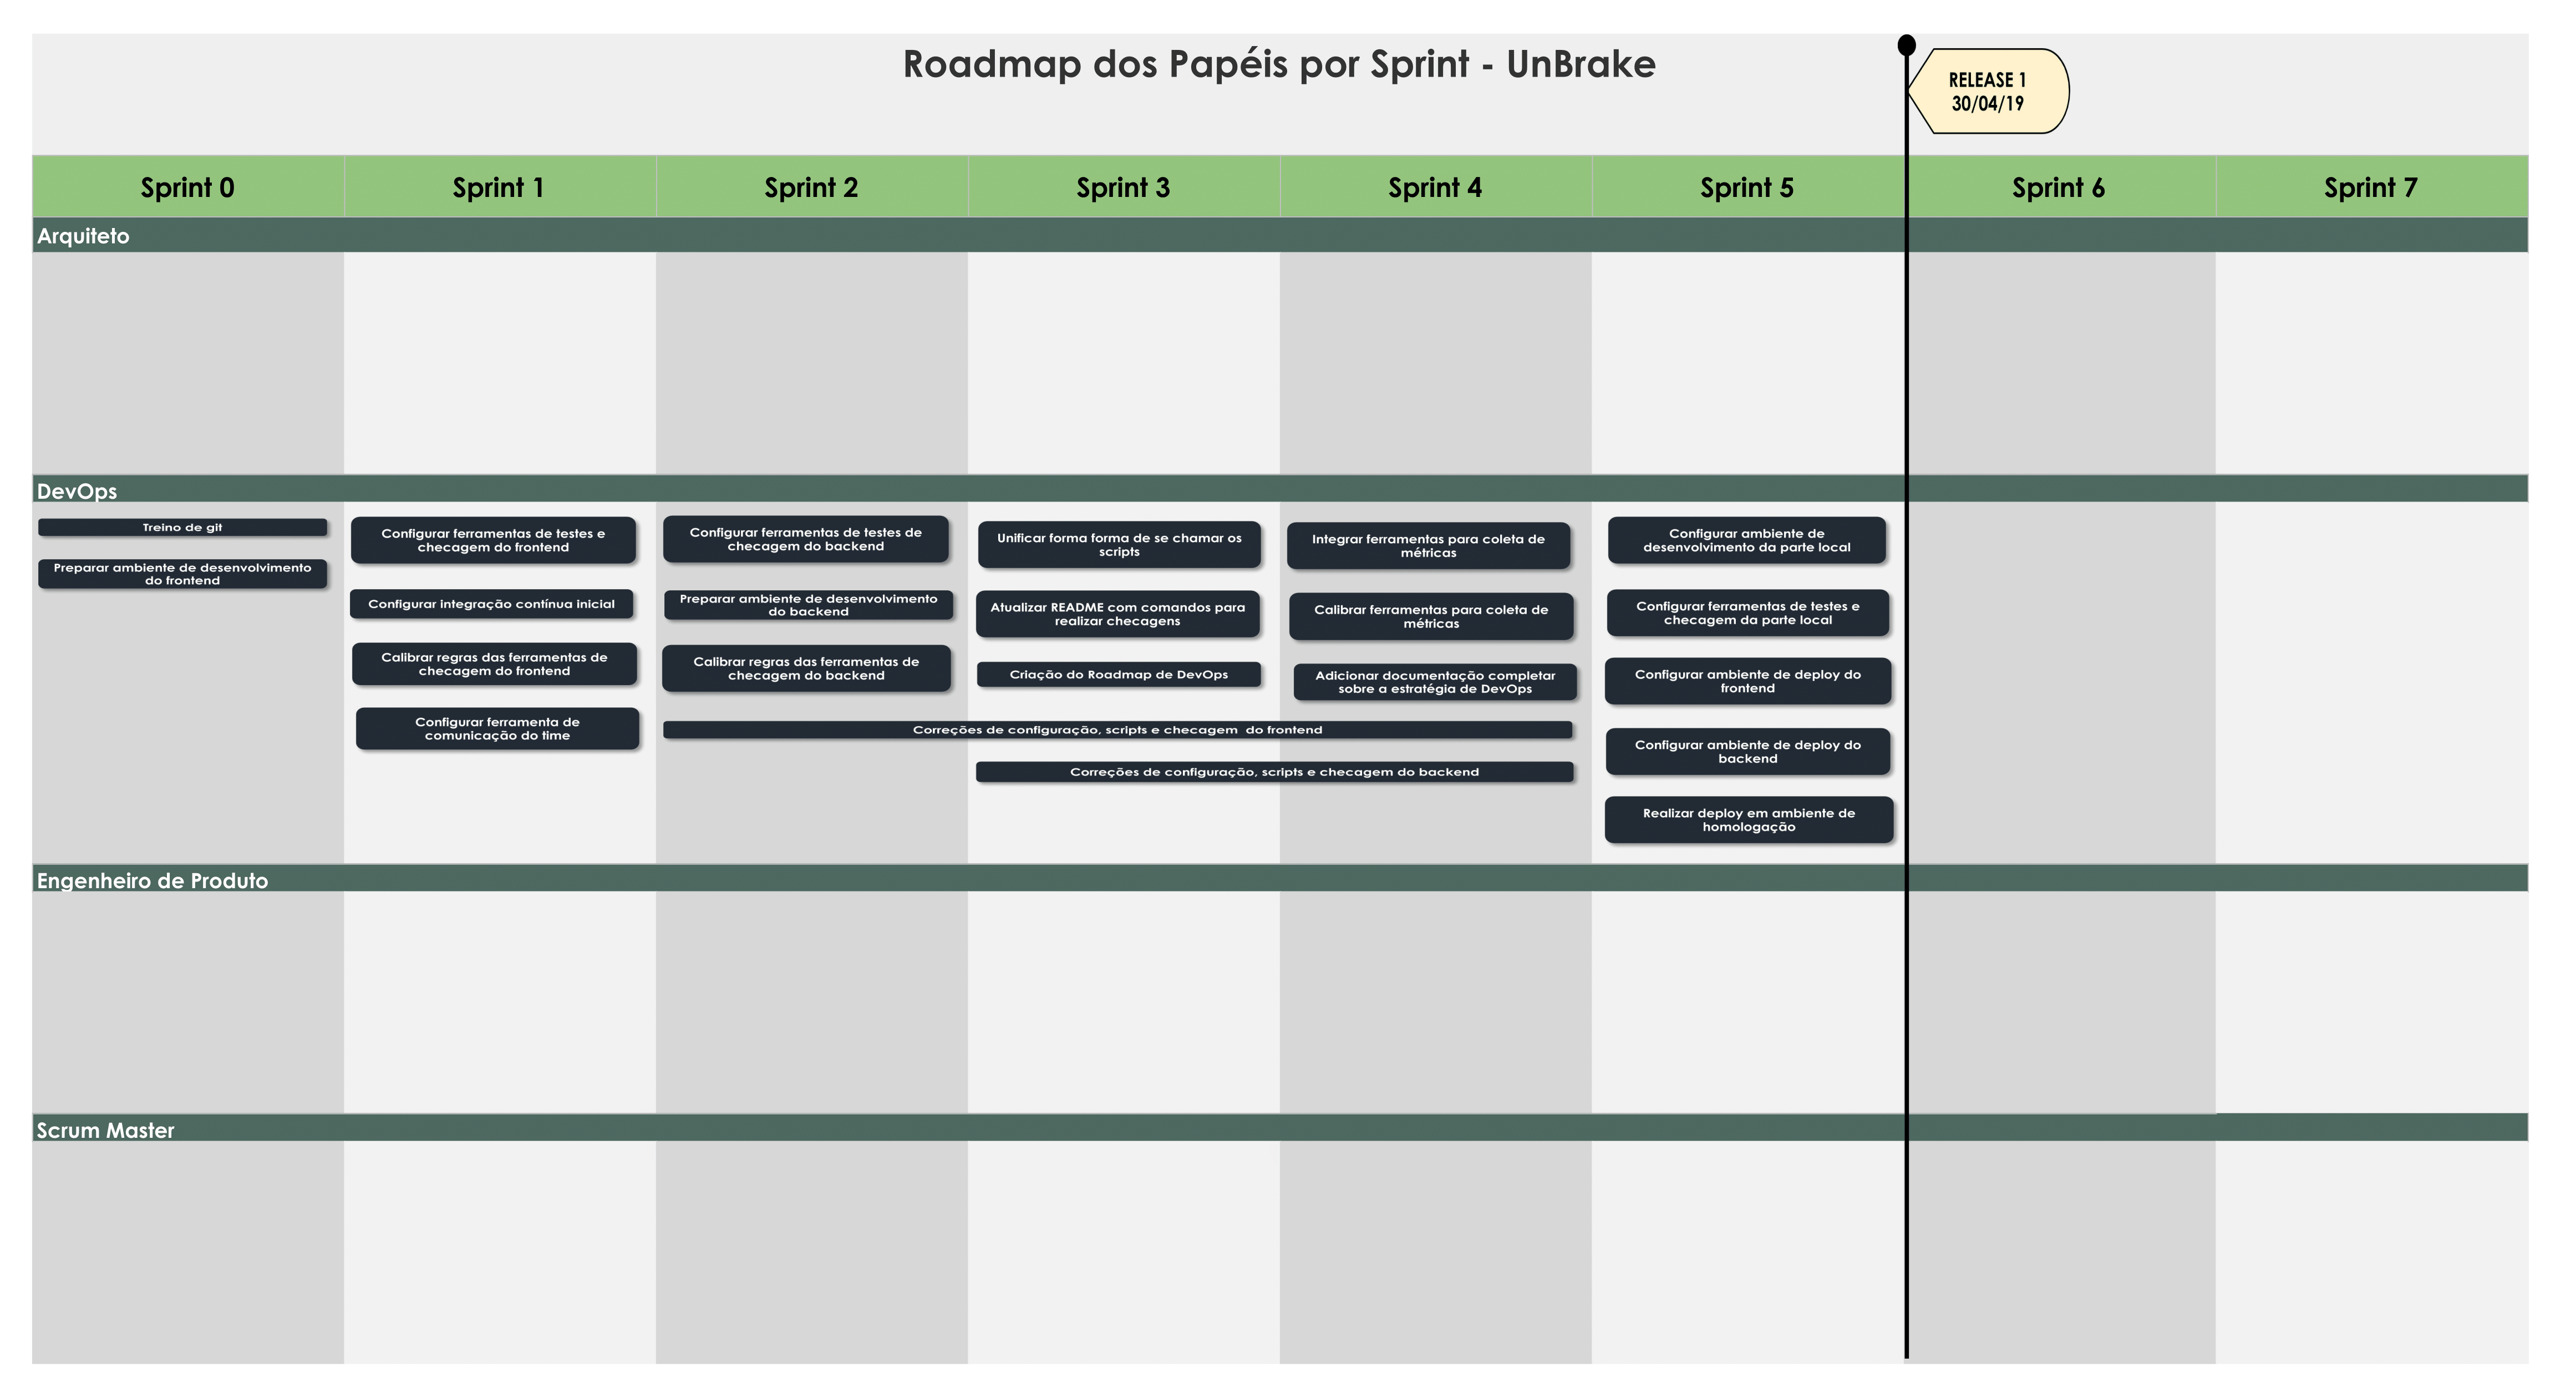 Roadmap dos Papéis por Sprint - UnBrake
RELEASE 1
30/04/19
Sprint 0
Sprint 1
Sprint 2
Sprint 3
Sprint 4
Sprint 5
Sprint 6
Sprint 7
Arquiteto
DevOps
Treino de git
Preparar ambiente de desenvolvimento
do frontend
Configurar ferramentas de testes e
checagem do frontend
Configurar integração contínua inicial
Calibrar regras das ferramentas de
checagem do frontend
Configurar ferramenta de
comunicação do time
Configurar ferramentas de testes de
checagem do backend
Preparar ambiente de desenvolvimento
do backend
Calibrar regras das ferramentas de
checagem do backend
Correções de configuração, scripts e checagem  do frontend
Unificar forma forma de se chamar os
scripts
Atualizar README com comandos para
realizar checagens
Criação do Roadmap de DevOps
Correções de configuração, scripts e checagem do backend
Integrar ferramentas para coleta de
métricas
Calibrar ferramentas para coleta de
métricas
Adicionar documentação completar
sobre a estratégia de DevOps
Configurar ambiente de
desenvolvimento da parte local
Configurar ferramentas de testes e
checagem da parte local
Configurar ambiente de deploy do
frontend
Configurar ambiente de deploy do
backend
Realizar deploy em ambiente de
homologação
Engenheiro de Produto
Scrum Master